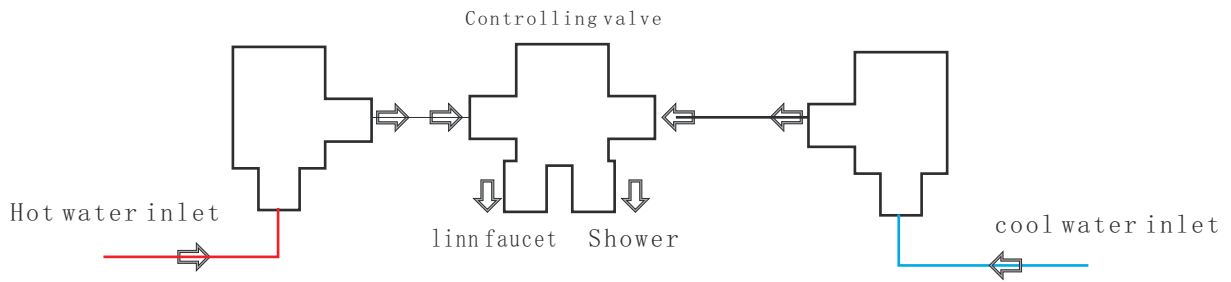 Controlling valve
Hot water inlet
linn faucet
Shower
cool water inlet